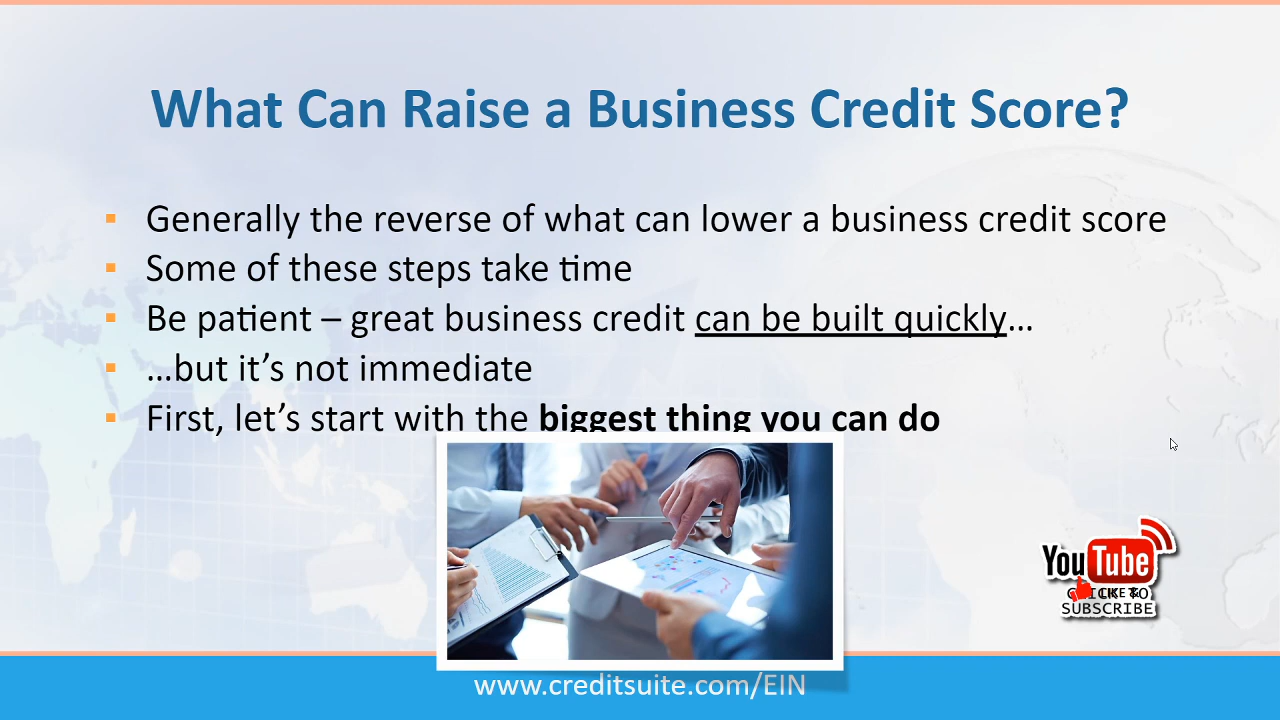 What Can Raise a Business Credit Score?
▪ Generally the reverse of what can lower a business credit score
▪ Some of these steps take time
▪ Be patient – great business credit can be built quickly…
▪ …but it’s not immediate
▪ First, let’s start with the biggest thing you can do
YouTube
SUBSCRIBE
www.creditsuite.com/EIN